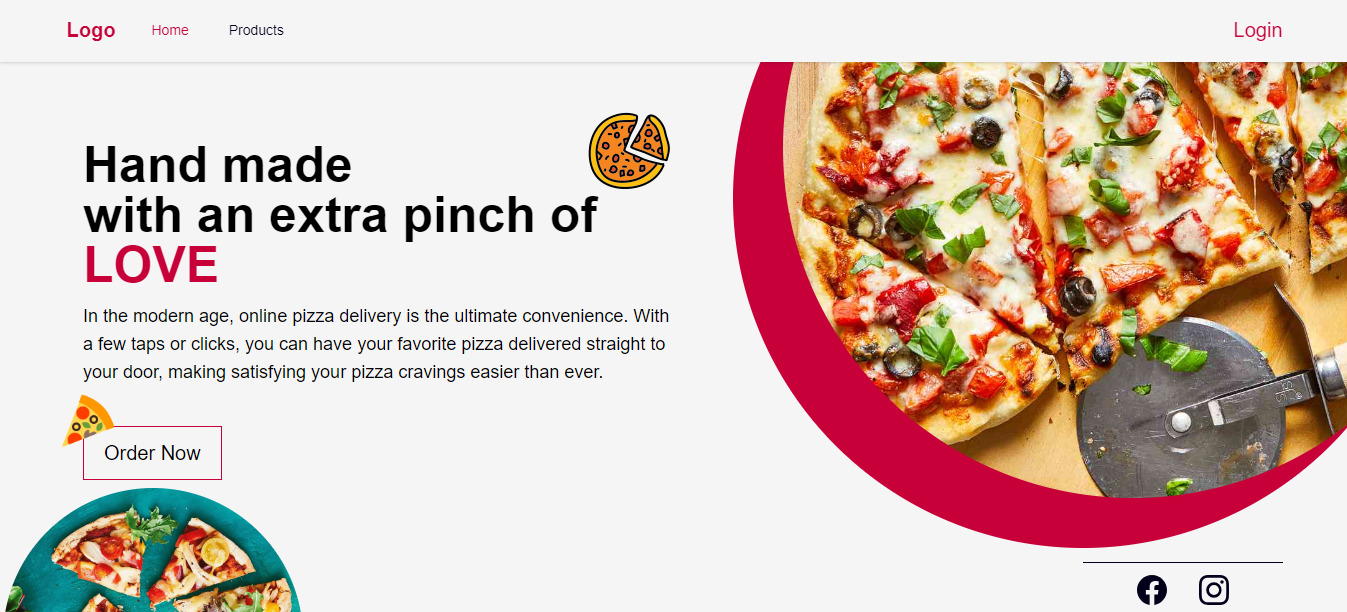 Logo
Home
Products
Login
Hand made
with an extra pinch of
LOVE
In the modern age, online pizza delivery is the ultimate convenience. With
a few taps or clicks, you can have your favorite pizza delivered straight to
your door, making satisfying your pizza cravings easier than ever.
Order Now